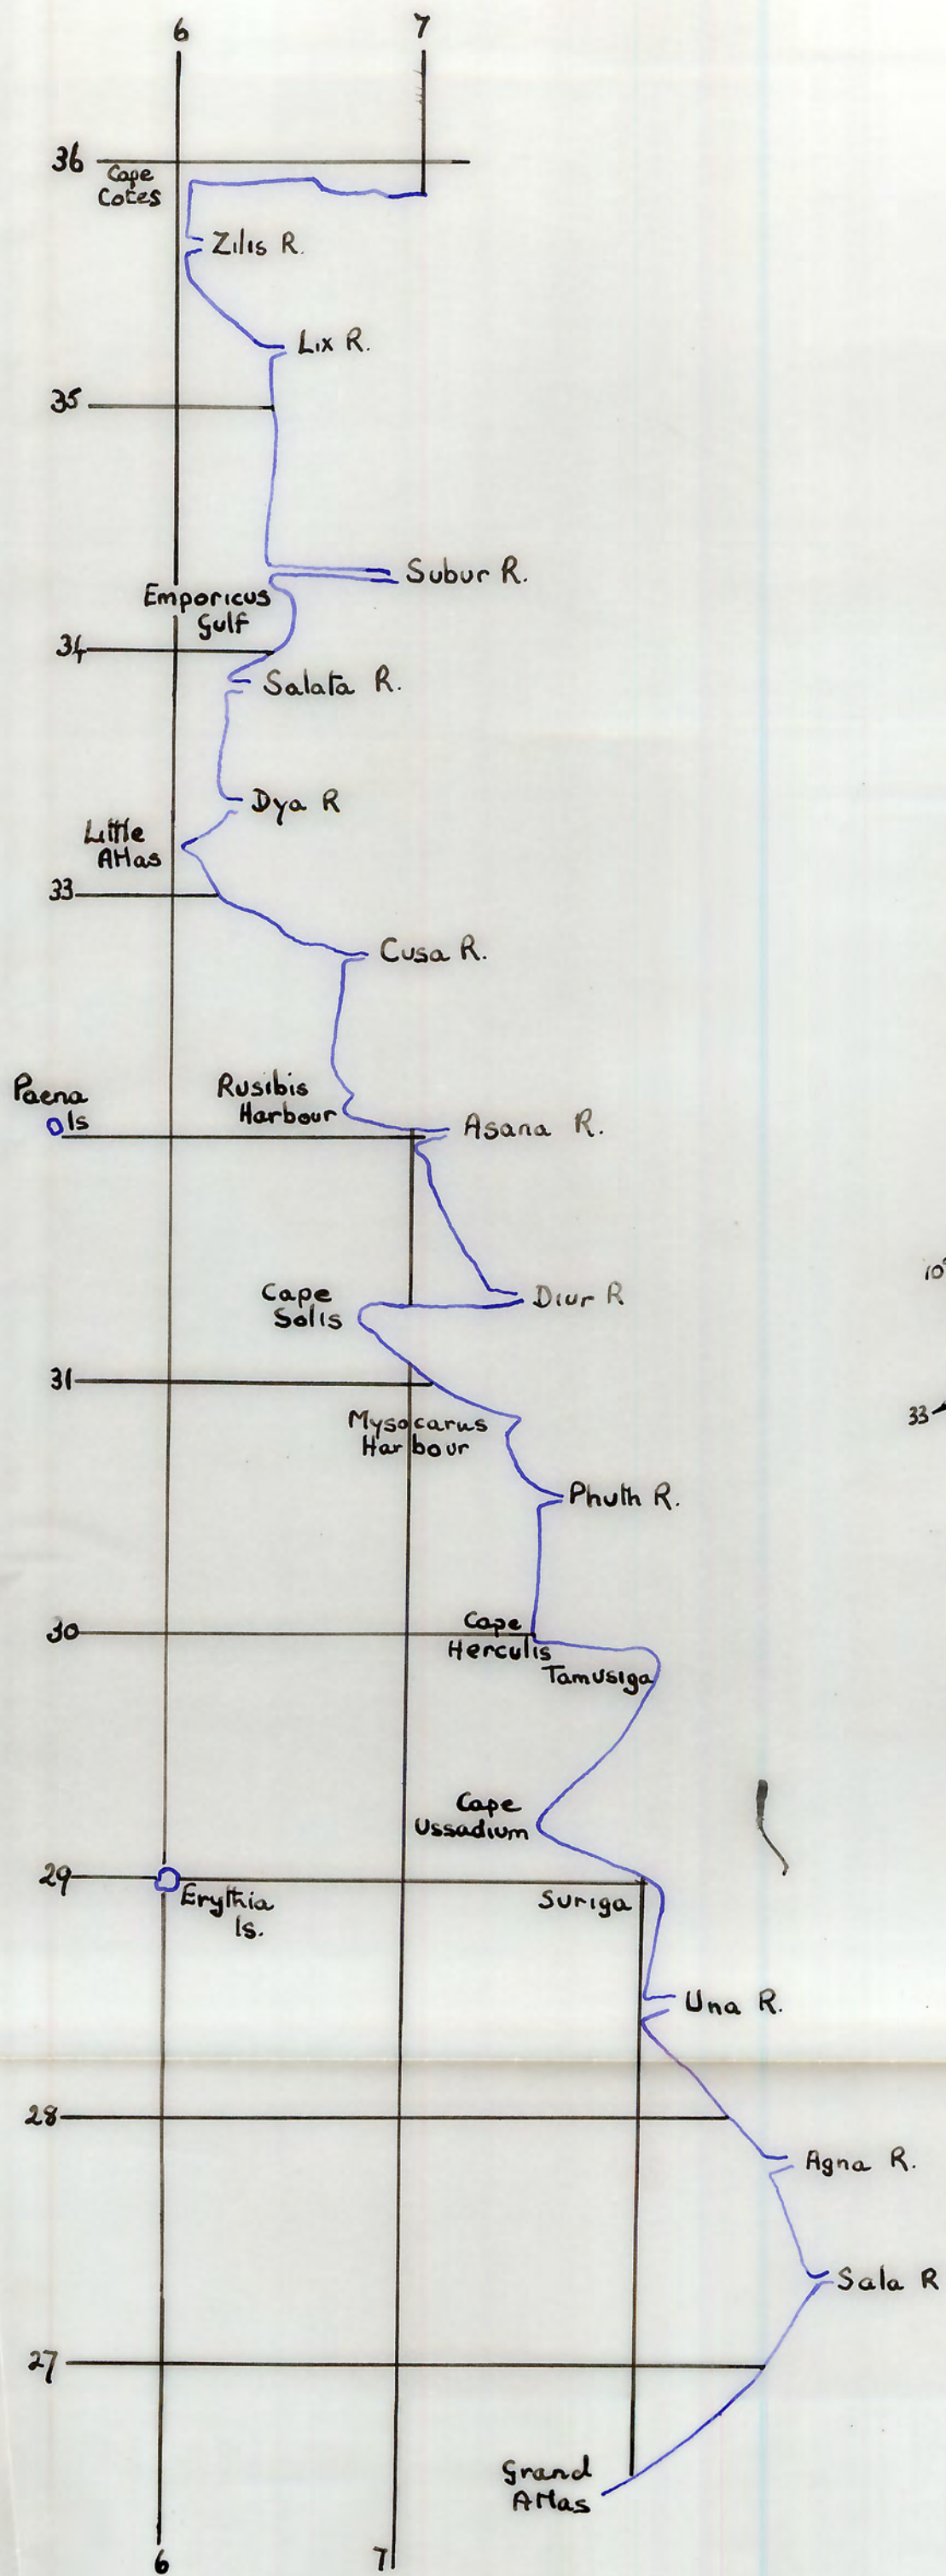 6
7
36
Cape
Cotes
Zilis R.
Lix R.
35
Subur R.
Emporicus
Gulf
34
Salata R.
Dya R
Little
Atlas
33
Cusa R.
Paena
Is
Rusibis
Harbour
Asana R.
10°
Cape
Solis
Diur R
31
33
Mysocarus
Harbour
Phuth R.
30
Cape
Herculis
Tamusiga
Cape
Ussadium
29
Erythia
Is.
Suriga
Una R.
28
Agna R.
Sala R
27
Grand
Atlas
6
7